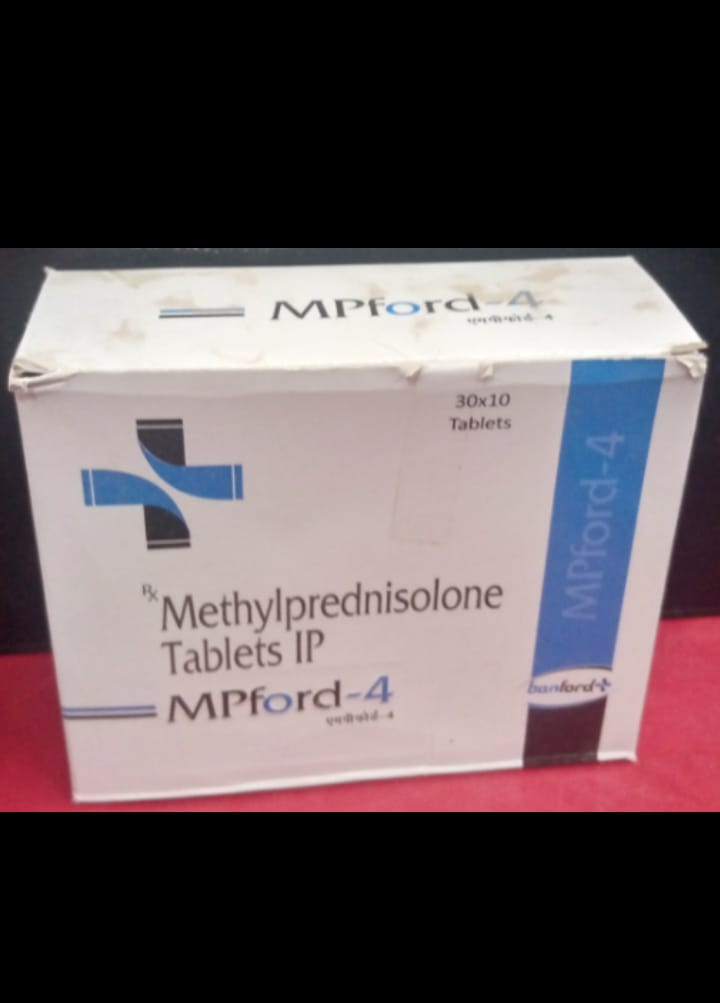 MPford-4
एमपीफोर्ड-4
30x10
Tablets
MPford-4
Rx Methylprednisolone
Tablets IP
MPford-4
एमपीफोर्ड-4
banford